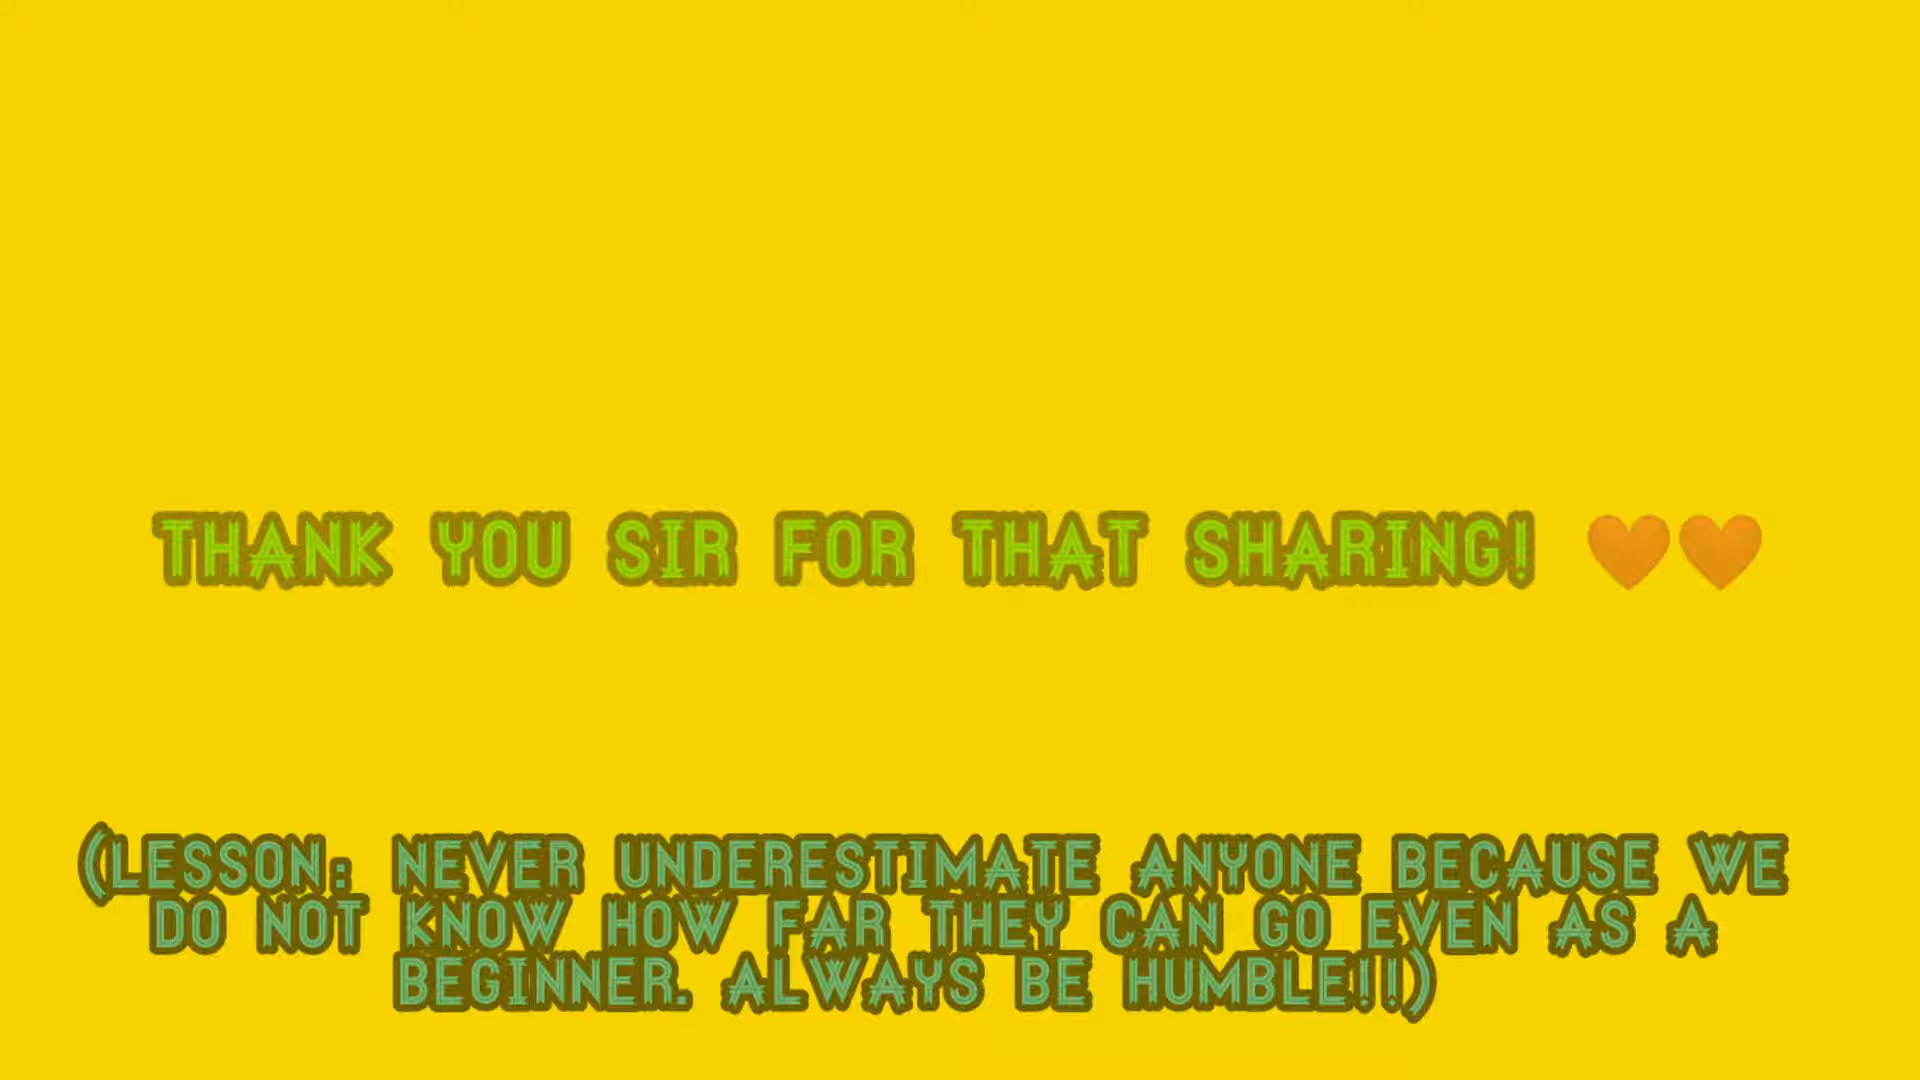 THANK YOU SIR FOR THAT SHARING! 🧡🧡
(LESSON: NEVER UNDERESTIMATE ANYONE BECAUSE WE
DO NOT KNOW HOW FAR THEY CAN GO EVEN AS A
BEGINNER. ALWAYS BE HUMBLE!!)